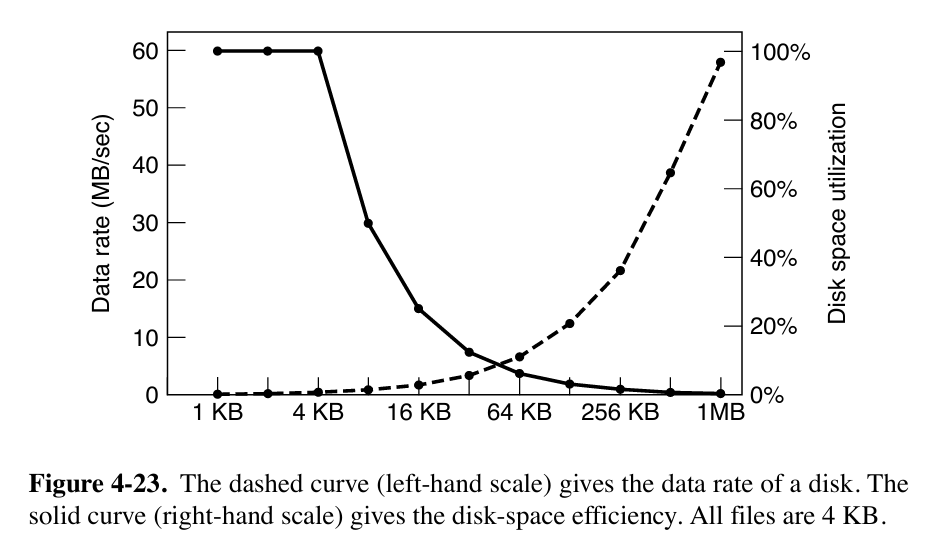 60
50
40
30
20
10
0
Data rate (MB/sec)
100%
80%
60%
40%
20%
0%
Disk space utilization
1 KB 4 KB 16 KB 64 KB 256 KB 1MB
Figure 4-23. The dashed curve (left-hand scale) gives the data rate of a disk. The
solid curve (right-hand scale) gives the disk-space efficiency. All files are 4 KB.